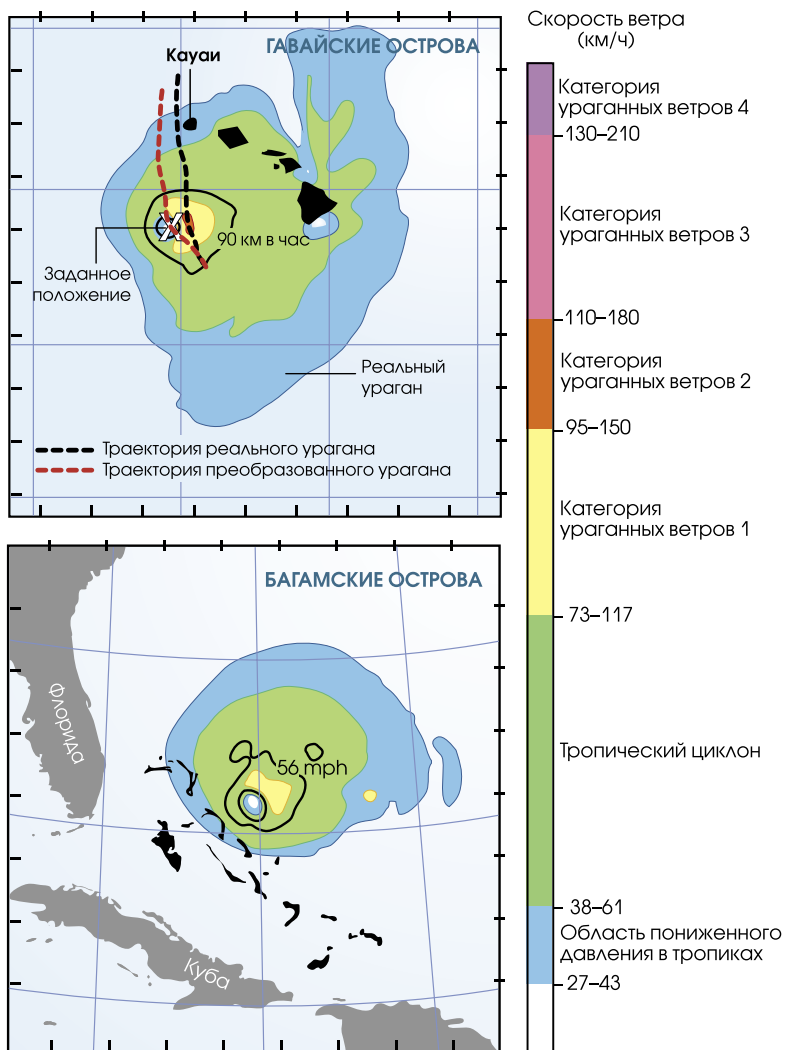 ГАВАЙСКИЕ ОСТРОВА
Кауаи
90 км в час
Заданное
положение
Реальный
ураган
Траектория реального урагана
Траектория преобразованного урагана
БАГАМСКИЕ ОСТРОВА
Флорида
56 mph
Куба
Скорость ветра
(км/ч)
Категория
ураганных ветров 4
130–210
Категория
ураганных ветров 3
110–180
Категория
ураганных ветров 2
95–150
Категория
ураганных ветров 1
73–117
Тропический циклон
38–61
Область пониженного
давления в тропиках
27–43